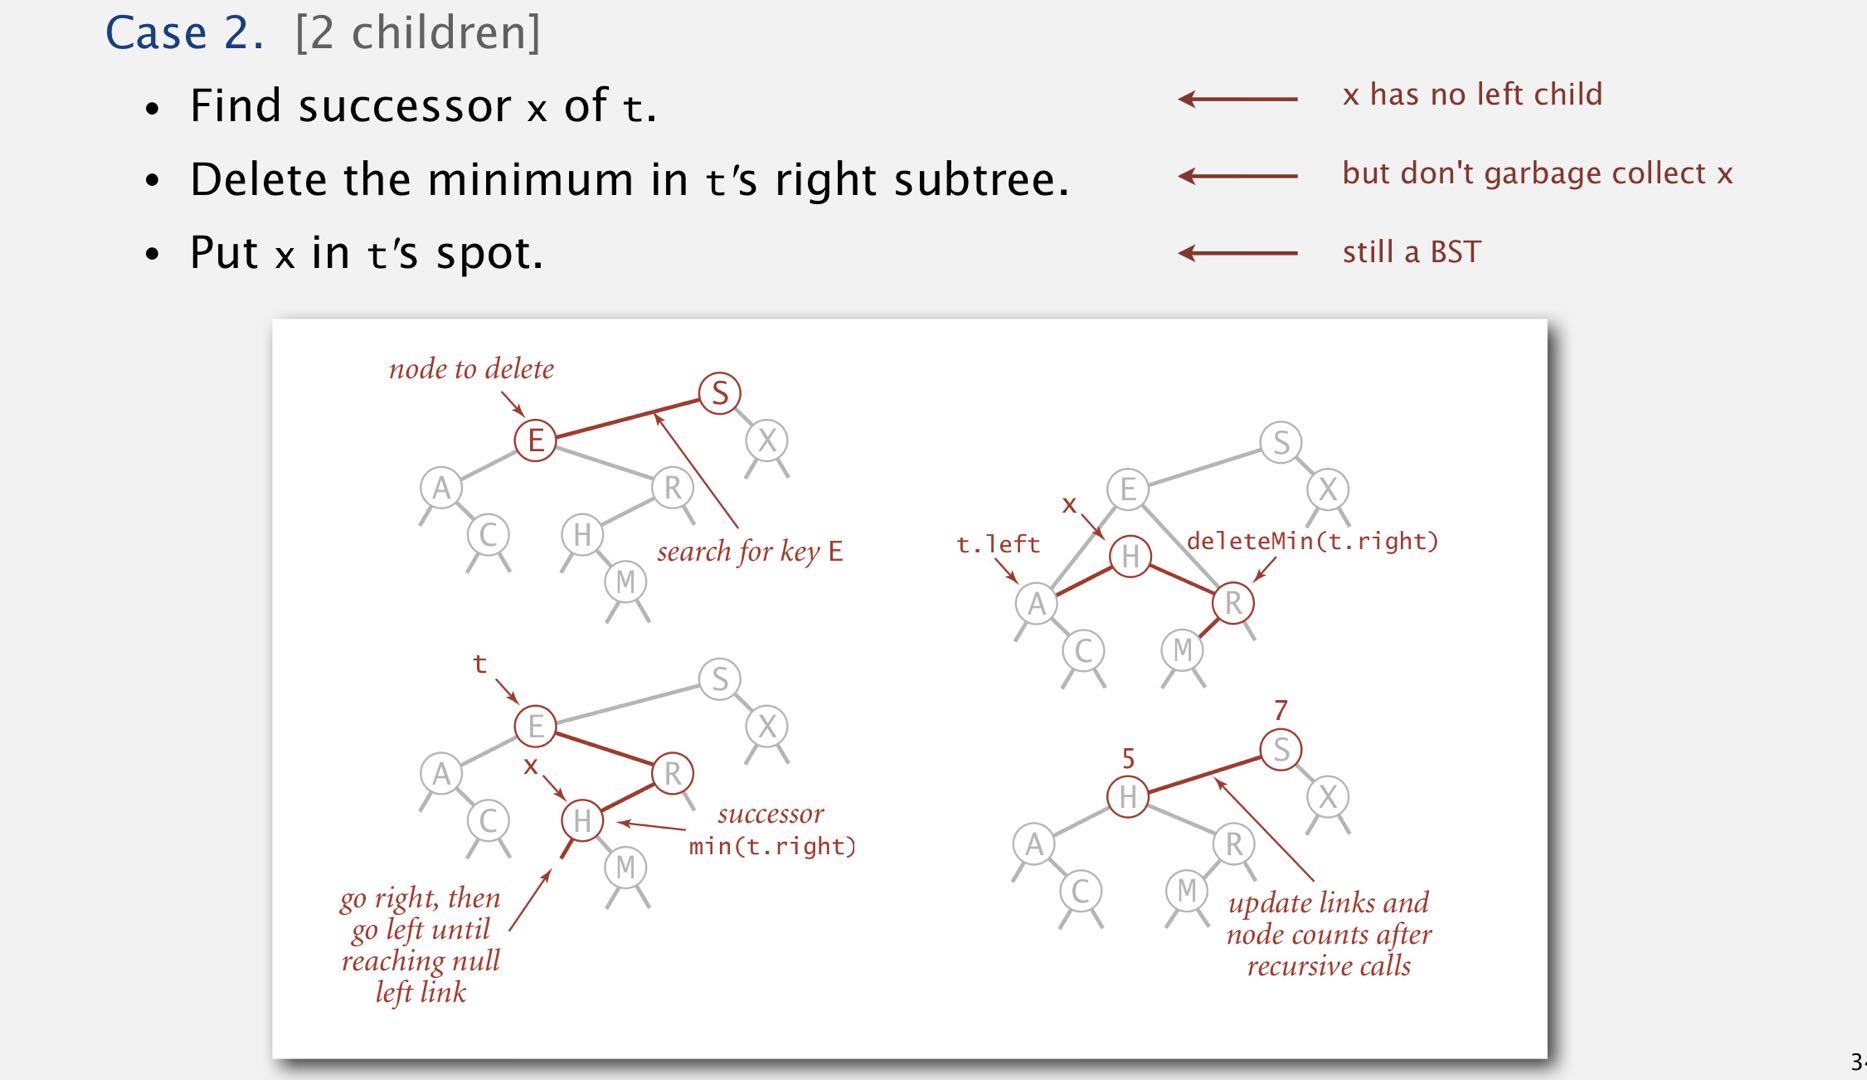 Case 2. [2 children]
• Find successor x of t.
x has no left child
• Delete the minimum in t's right subtree.
but don't garbage collect x
• Put x in t's spot.
still a BST
node to delete
S
E
X
A
R
C
H
search for key E
M
t
S
E
X
x
A
R
C
H
successor
min(t.right)
M
go right, then
go left until
reaching null
left link
S
E
X
x
t.left
H
deleteMin(t.right)
A
R
C
M
7
S
5
H
X
A
R
C
M
update links and
node counts after
recursive calls